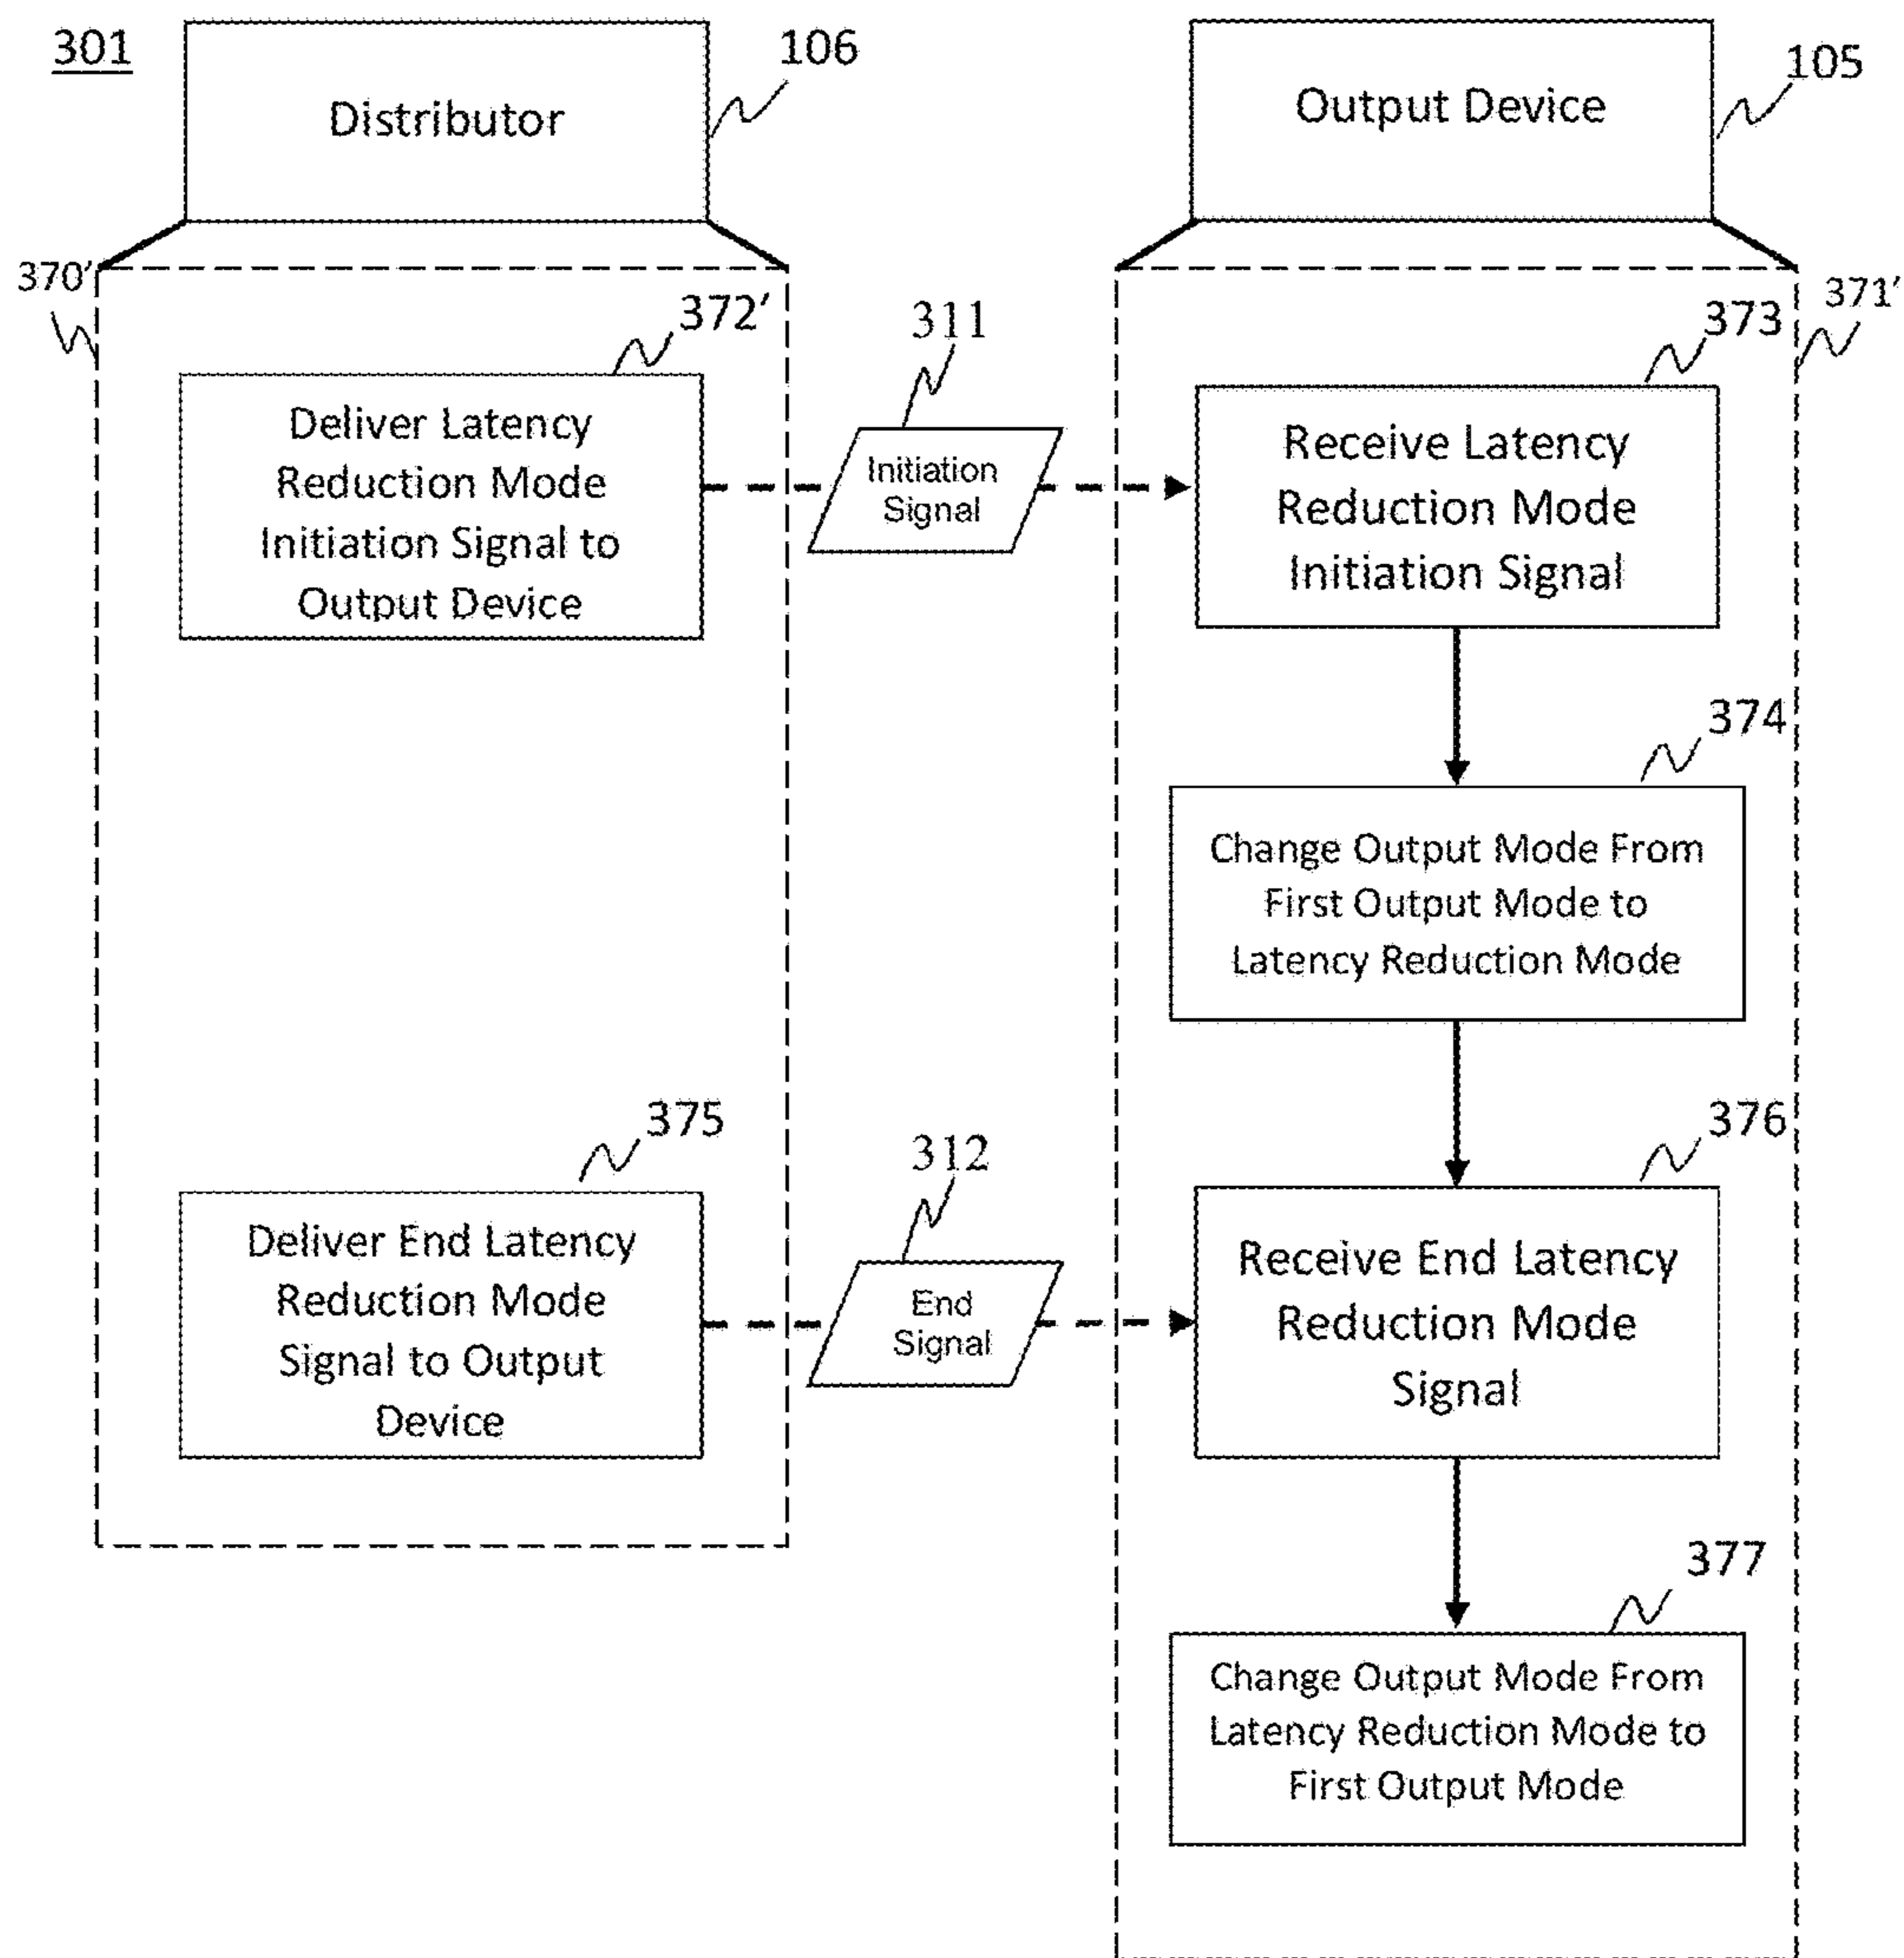 301
106
Distributor
Output Device
105
370'
372'
311
373
371'
Deliver Latency
Reduction Mode
Initiation Signal to
Output Device
Initiation
Signal
Receive Latency
Reduction Mode
Initiation Signal
374
Change Output Mode From
First Output Mode to
Latency Reduction Mode
375
312
376
Deliver End Latency
Reduction Mode
Signal to Output
Device
End
Signal
Receive End Latency
Reduction Mode
Signal
377
Change Output Mode From
Latency Reduction Mode to
First Output Mode